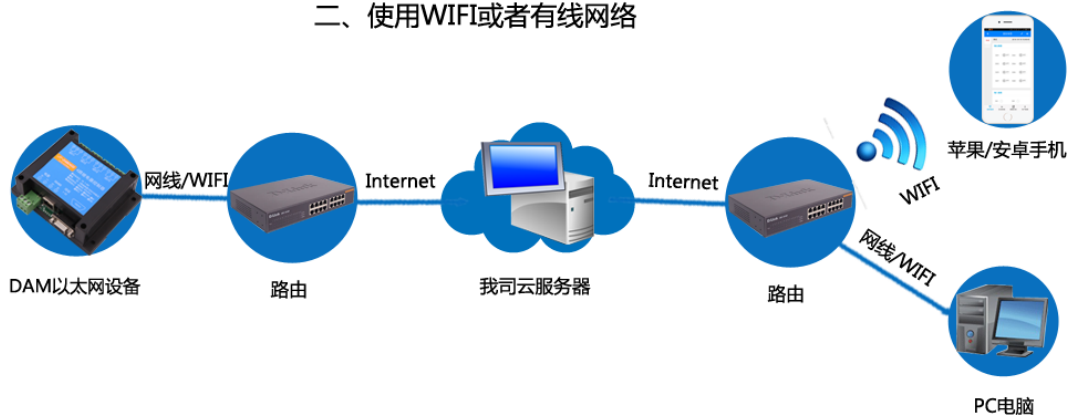 二、使用WIFI或者有线网络
网线/WIFI
Internet
Internet
WIFI
苹果/安卓手机
网线/WIFI
DAM以太网设备
路由
我司云服务器
路由
PC电脑